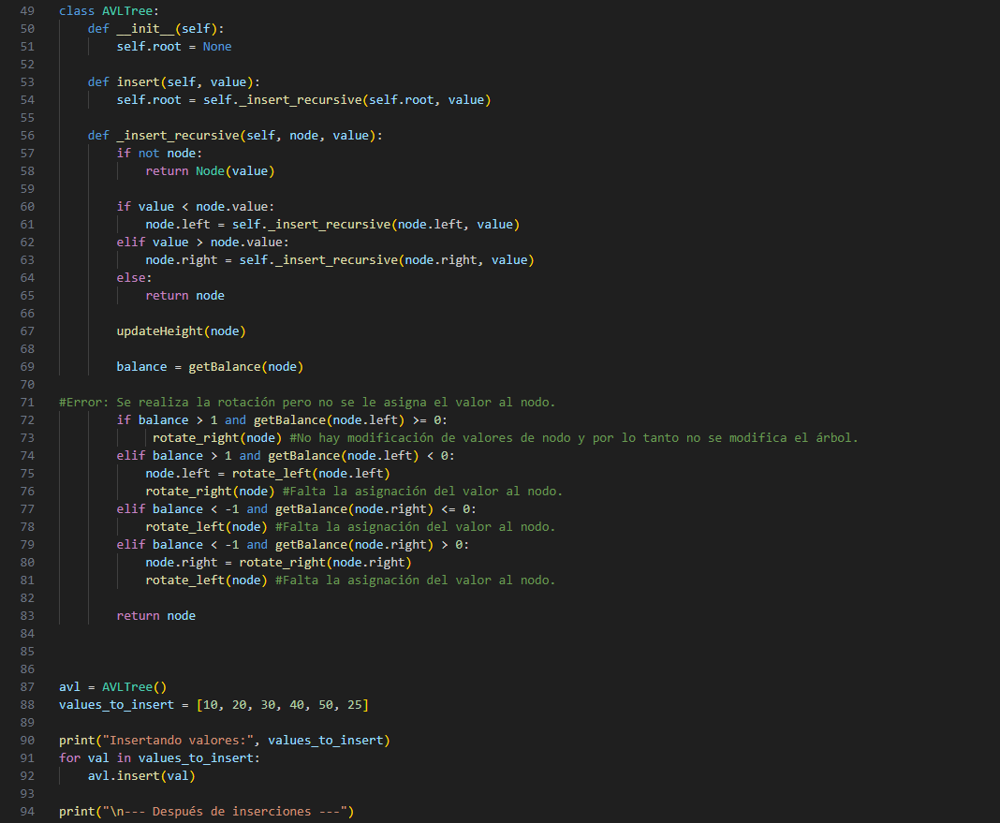 49 class AVLTree:
50     def __init__(self):
51         self.root = None
52
53     def insert(self, value):
54         self.root = self._insert_recursive(self.root, value)
55
56     def _insert_recursive(self, node, value):
57         if not node:
58             return Node(value)
59
60         if value < node.value:
61             node.left = self._insert_recursive(node.left, value)
62         elif value > node.value:
63             node.right = self._insert_recursive(node.right, value)
64         else:
65             return node
66
67         updateHeight(node)
68
69         balance = getBalance(node)
70
71 #Error: Se realiza la rotación pero no se le asigna el valor al nodo.
72         if balance > 1 and getBalance(node.left) >= 0:
73              rotate_right(node) #No hay modificación de valores de nodo y por lo tanto no se modifica el árbol.
74         elif balance > 1 and getBalance(node.left) < 0:
75             node.left = rotate_left(node.left)
76             rotate_right(node) #Falta la asignación del valor al nodo.
77         elif balance < -1 and getBalance(node.right) <= 0:
78             rotate_left(node) #Falta la asignación del valor al nodo.
79         elif balance < -1 and getBalance(node.right) > 0:
80             node.right = rotate_right(node.right)
81             rotate_left(node) #Falta la asignación del valor al nodo.
82
83         return node
84
85
86
87 avl = AVLTree()
88 values_to_insert = [10, 20, 30, 40, 50, 25]
89
90 print("Insertando valores:", values_to_insert)
91 for val in values_to_insert:
92     avl.insert(val)
93
94 print("\n--- Después de inserciones ---")